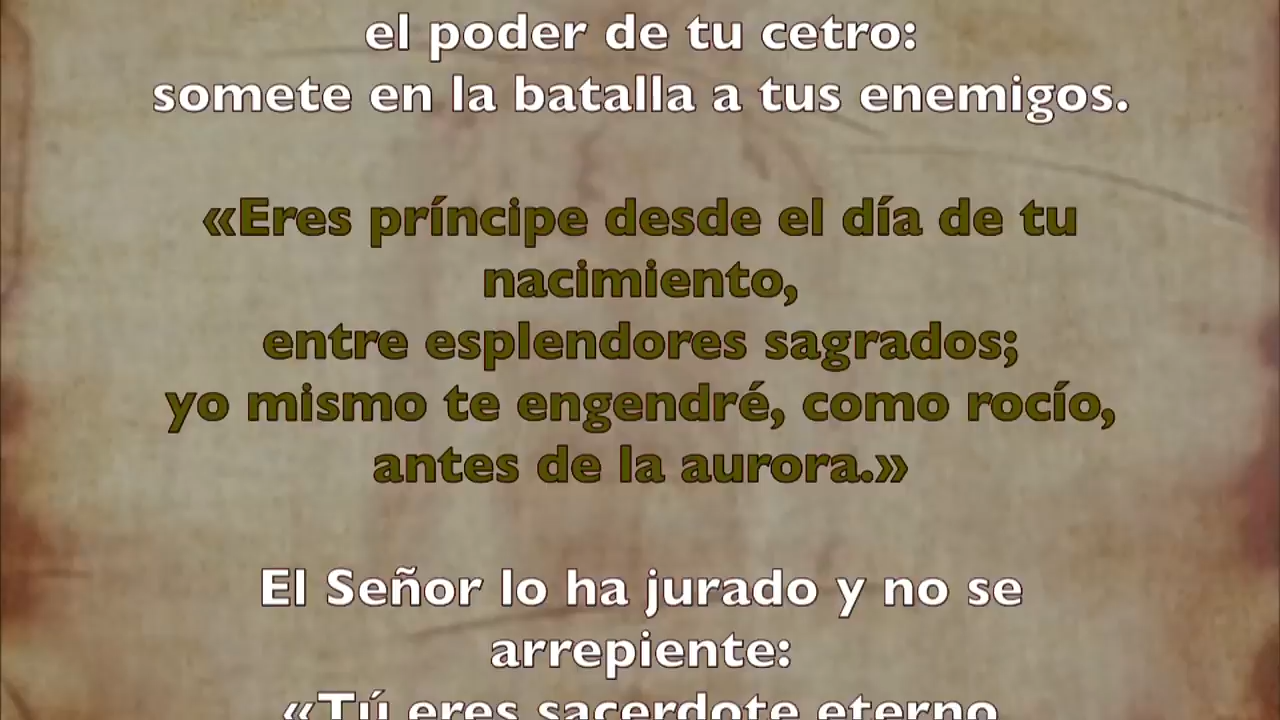 el poder de tu cetro:
somete en la batalla a tus enemigos.
«Eres príncipe desde el día de tu
nacimiento,
entre esplendores sagrados;
yo mismo te engendré, como rocío,
antes de la aurora.»
El Señor lo ha jurado y no se
arrepiente:
«Tú eres sacerdote eterno